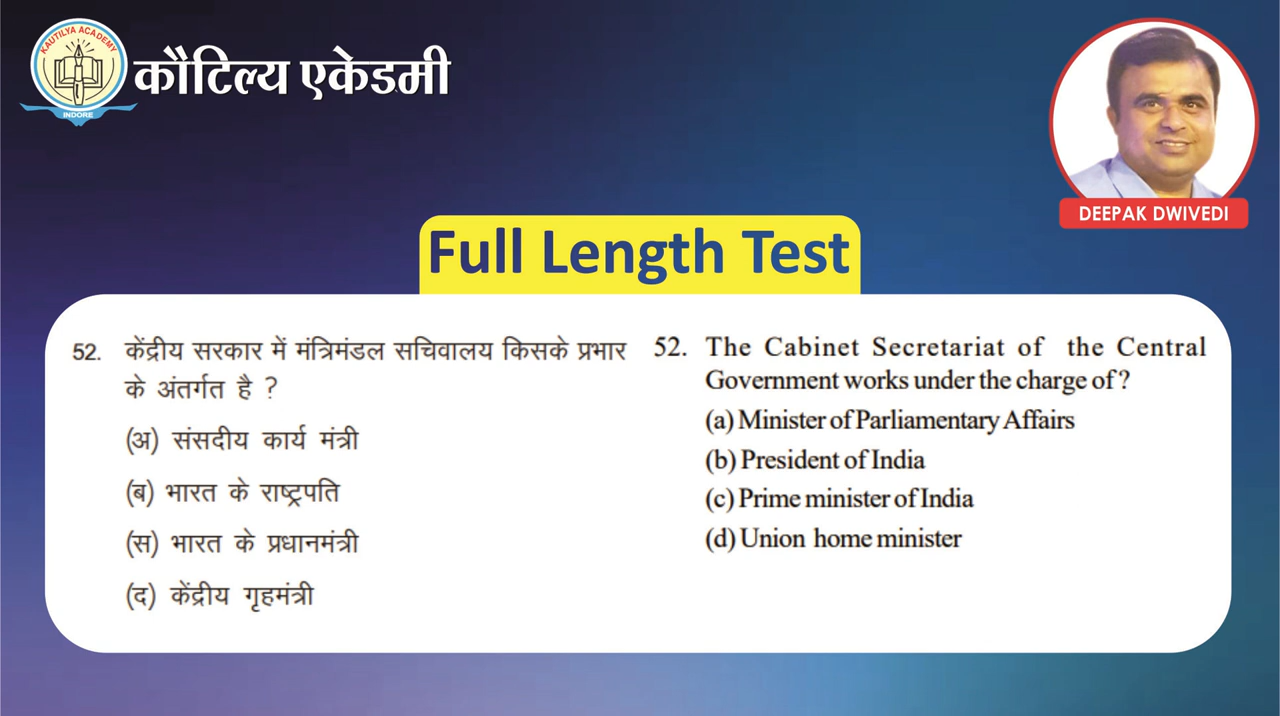 KAUTILYA ACADEMY
INDORE
कौटिल्य एकेडमी
DEEPAK DWIVEDI
Full Length Test
52. केंद्रीय सरकार में मंत्रिमंडल सचिवालय किसके प्रभार
के अंतर्गत है ?
(अ) संसदीय कार्य मंत्री
(ब) भारत के राष्ट्रपति
(स) भारत के प्रधानमंत्री
(द) केंद्रीय गृहमंत्री
52. The Cabinet Secretariat of the Central
Government works under the charge of ?
(a) Minister of Parliamentary Affairs
(b) President of India
(c) Prime minister of India
(d) Union home minister